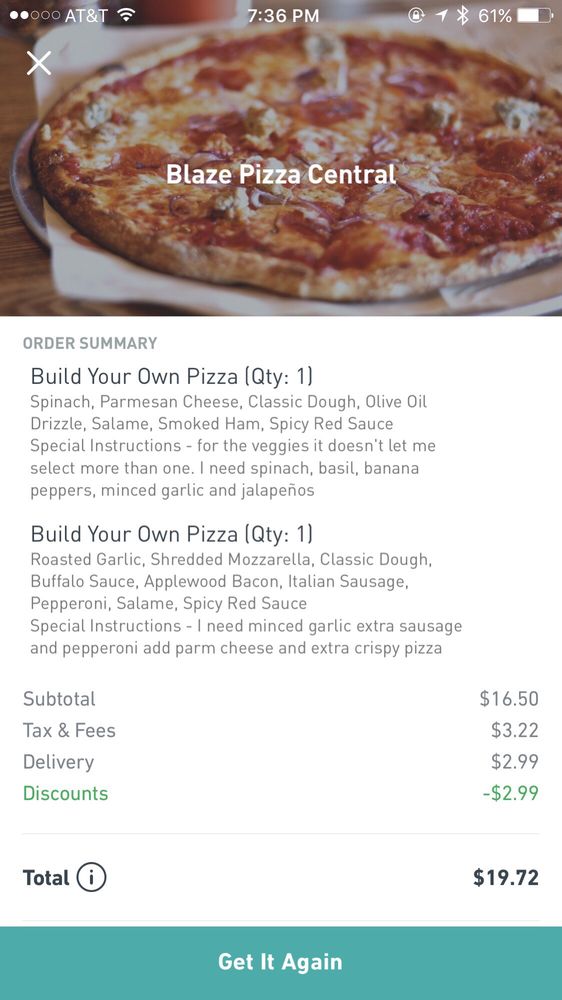 AT&T 7:36 PM 61%
Blaze Pizza Central
ORDER SUMMARY
Build Your Own Pizza (Qty: 1)
Spinach, Parmesan Cheese, Classic Dough, Olive Oil
Drizzle, Salame, Smoked Ham, Spicy Red Sauce
Special Instructions - for the veggies it doesn't let me
select more than one. I need spinach, basil, banana
peppers, minced garlic and jalapeños
Build Your Own Pizza (Qty: 1)
Roasted Garlic, Shredded Mozzarella, Classic Dough,
Buffalo Sauce, Applewood Bacon, Italian Sausage,
Pepperoni, Salame, Spicy Red Sauce
Special Instructions - I need minced garlic extra sausage
and pepperoni add parm cheese and extra crispy pizza
Subtotal $16.50
Tax & Fees $3.22
Delivery $2.99
Discounts -$2.99
Total i $19.72
Get It Again